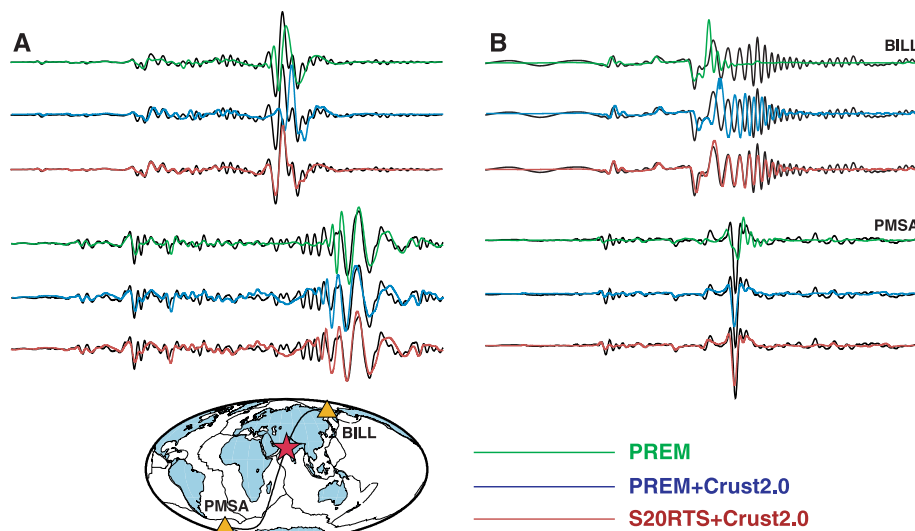 A
B
BILL
PMSA
BILL
PMSA
PREM
PREM+Crust2.0
S20RTS+Crust2.0